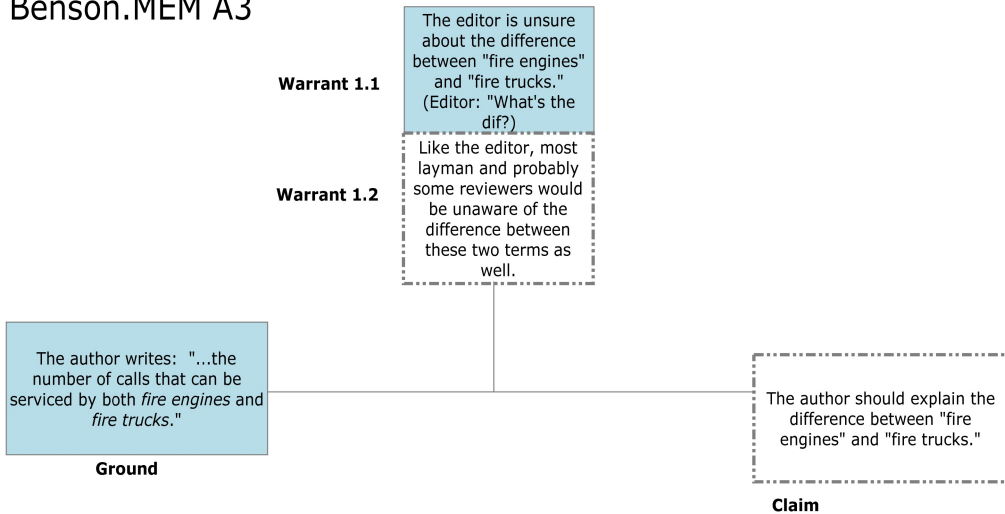 Benson.MEM A3
The editor is unsure
about the difference
between "fire engines"
and "fire trucks."
(Editor: "What's the
dif?)
Warrant 1.1
Like the editor, most
layman and probably
some reviewers would
be unaware of the
difference between
these two terms as
well.
Warrant 1.2
The author writes:  "...the
number of calls that can be
serviced by both fire engines and
fire trucks."
Ground
The author should explain the
difference between "fire
engines" and "fire trucks."
Claim